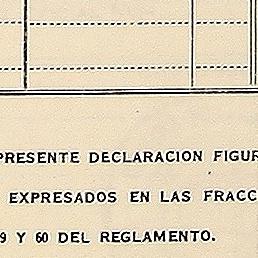 PRESENTE DECLARACION FIGUR
EXPRESADOS EN LAS FRACC
9 Y 60 DEL REGLAMENTO.